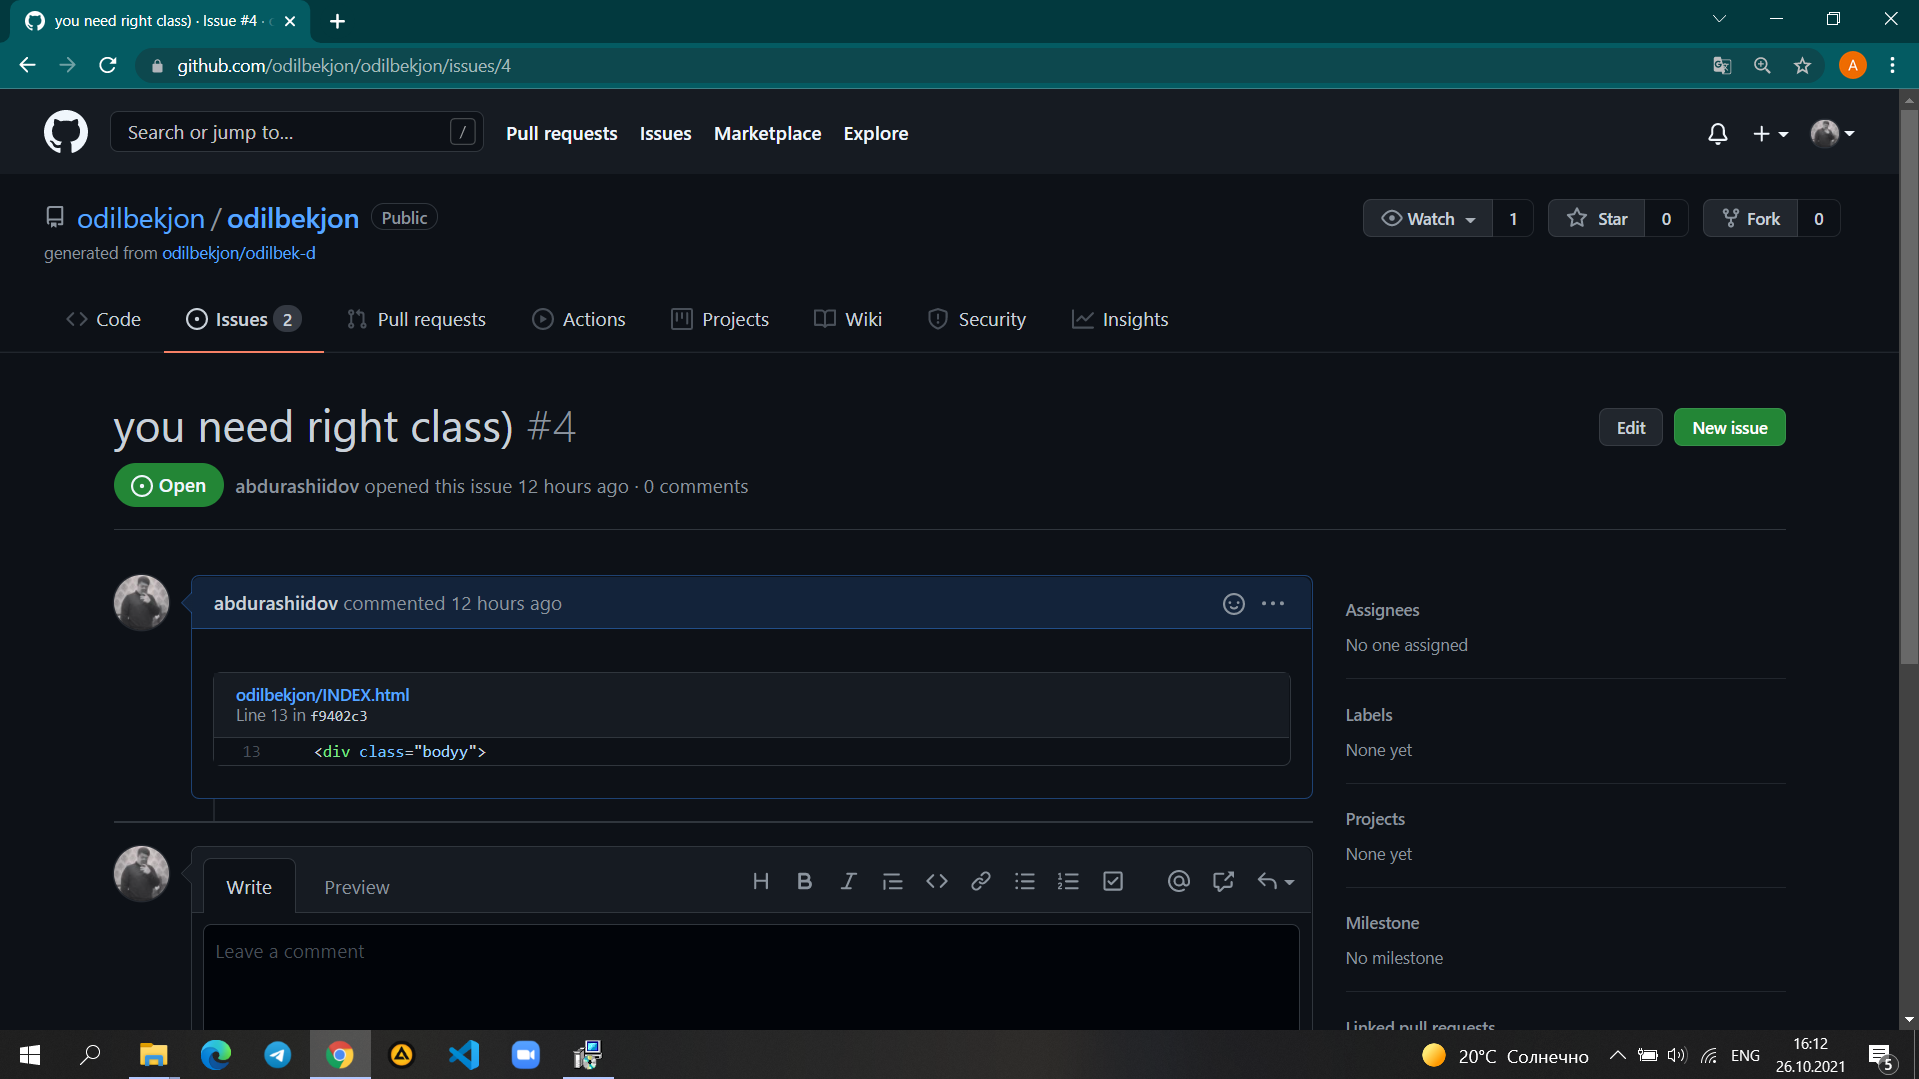 you need right class) · Issue #4 ·
github.com/odilbekjon/odilbekjon/issues/4
A
Search or jump to... /
Pull requests Issues Marketplace Explore
odilbekjon / odilbekjon Public
Watch 1 Star 0 Fork 0
generated from odilbekjon/odilbek-d
Code Issues 2 Pull requests Actions Projects Wiki Security Insights
you need right class) #4
Edit New issue
Open abdurashiidov opened this issue 12 hours ago · 0 comments
abdurashiidov commented 12 hours ago
odilbekjon/INDEX.html
Line 13 in f9402c3
13 <div class="bodyy">
Assignees
No one assigned
Labels
None yet
Projects
None yet
Milestone
No milestone
Linked pull requests
Write Preview
Leave a comment
20°C Солнечно ENG 16:12
26.10.2021
5